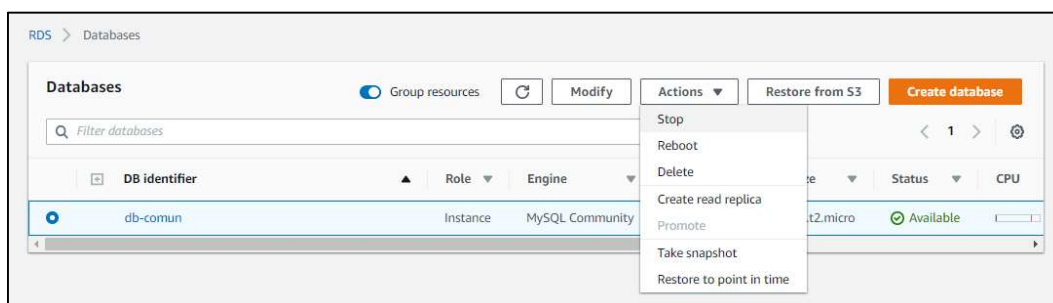 RDS > Databases
Databases
Group resources
Modify
Actions
Restore from S3
Create database
Filter databases
Stop
Reboot
Delete
Create read replica
Promote
Take snapshot
Restore to point in time
< 1 >
DB identifier Role Engine Status CPU
db-comun Instance MySQL Community .t2.micro Available